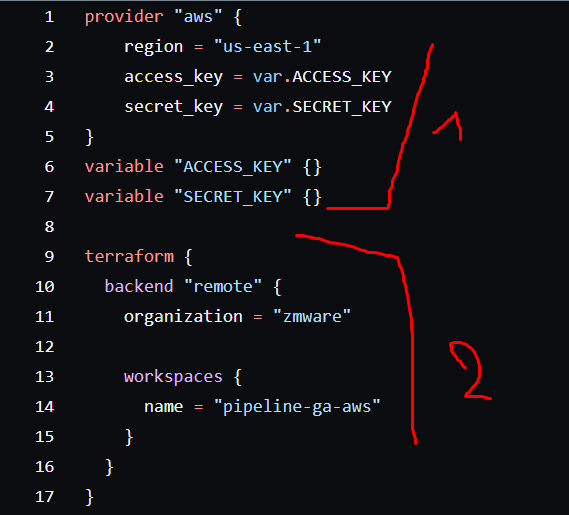 1 provider "aws" {
2 region = "us-east-1"
3 access_key = var.ACCESS_KEY
4 secret_key = var.SECRET_KEY
5 }
6 variable "ACCESS_KEY" {}
7 variable "SECRET_KEY" {}
8
9 terraform {
10 backend "remote" {
11 organization = "zmware"
12
13 workspaces {
14 name = "pipeline-ga-aws"
15 }
16 }
17 }
1
2